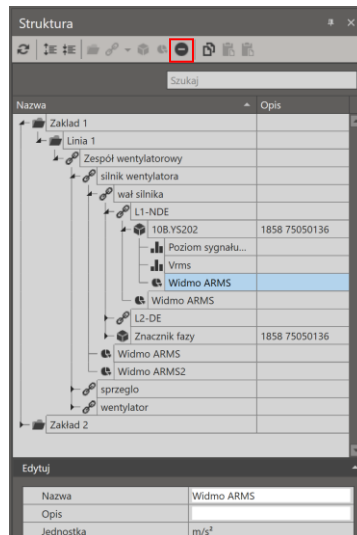 Struktura
Szukaj
Nazwa Opis
Zaklad 1
Linia 1
Zespół wentylatorowy
silnik wentylatora
wał silnika
L1-NDE
10B.YS202 1858 75050136
Poziom sygnału...
Vrms
Widmo ARMS
Widmo ARMS
L2-DE
Znacznik fazy 1858 75050136
Widmo ARMS
Widmo ARMS2
sprzęglo
wentylator
Zakład 2
Edytuj
Nazwa Widmo ARMS
Opis
Jednostka m/s²